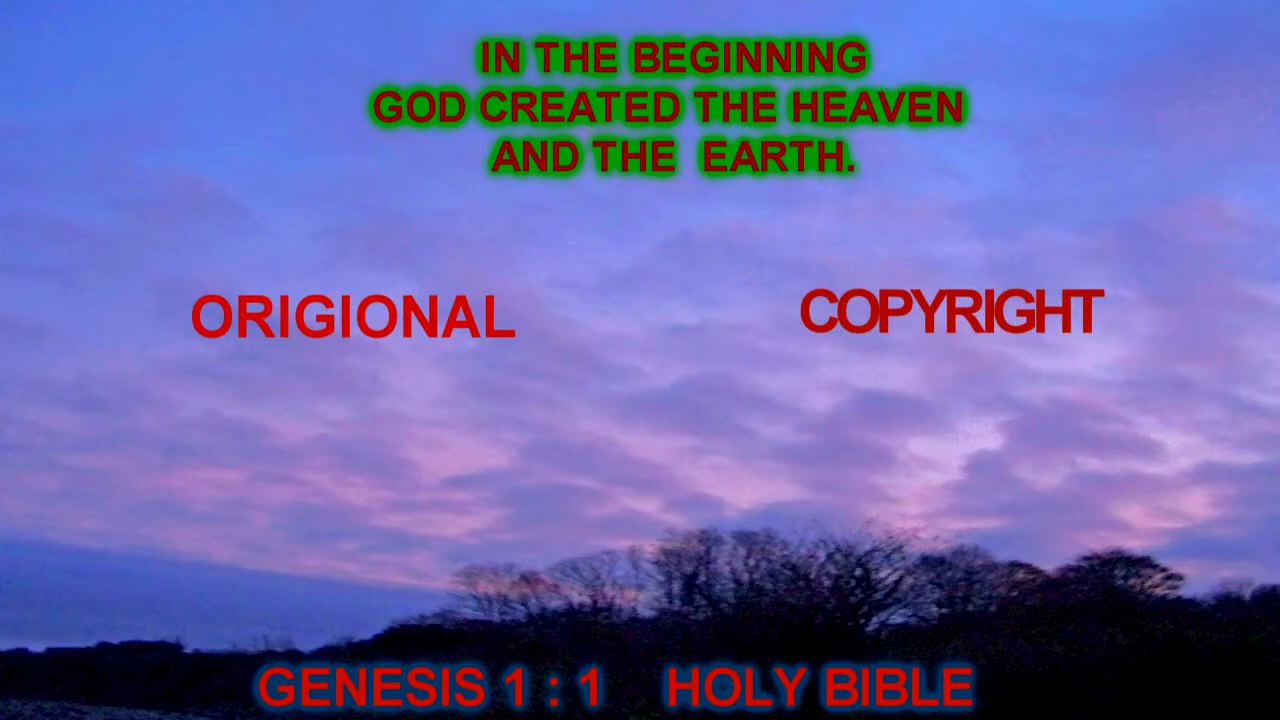 IN THE BEGINNING
GOD CREATED THE HEAVEN
AND THE EARTH.
ORIGIONAL COPYRIGHT
GENESIS 1 : 1 HOLY BIBLE